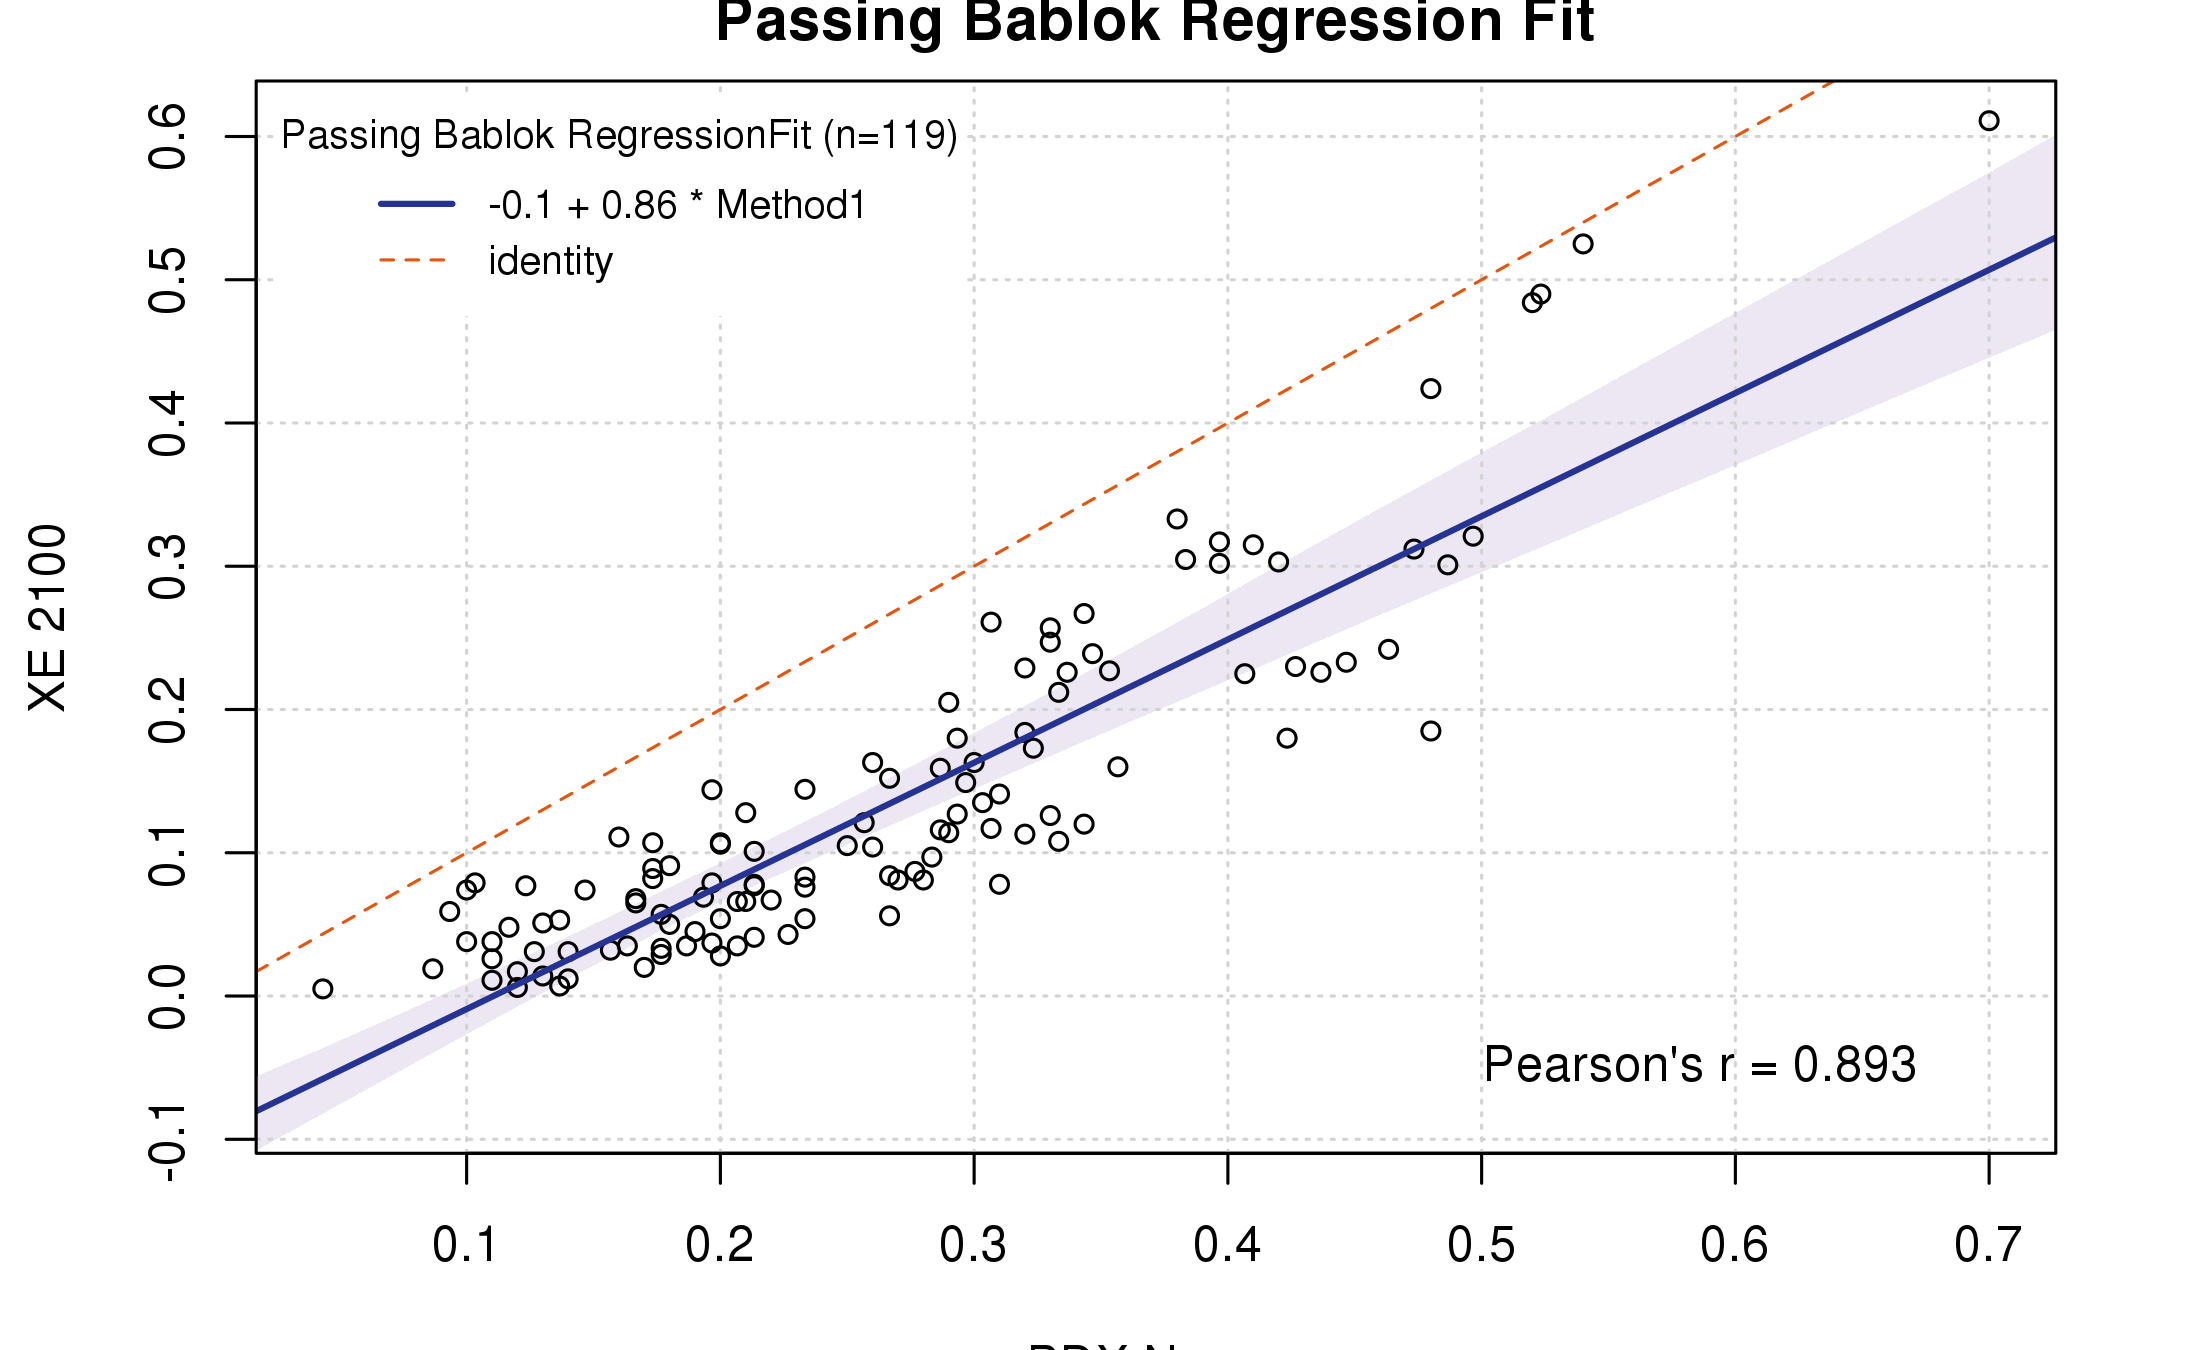 Passing Bablok Regression Fit
Passing Bablok RegressionFit (n=119)
-0.1 + 0.86 * Method1
identity
0.6
0.5
0.4
0.3
0.2
0.1
0.0
-0.1
XE 2100
Pearson's r = 0.893
0.1 0.2 0.3 0.4 0.5 0.6 0.7